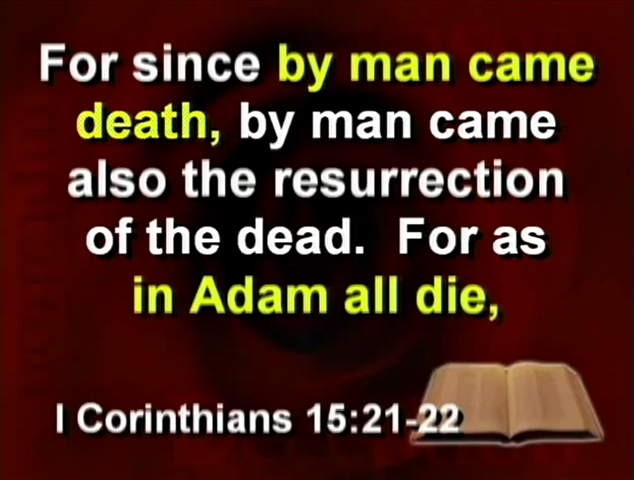 For since by man came
death, by man came
also the resurrection
of the dead.  For as
in Adam all die,
I Corinthians 15:21-22